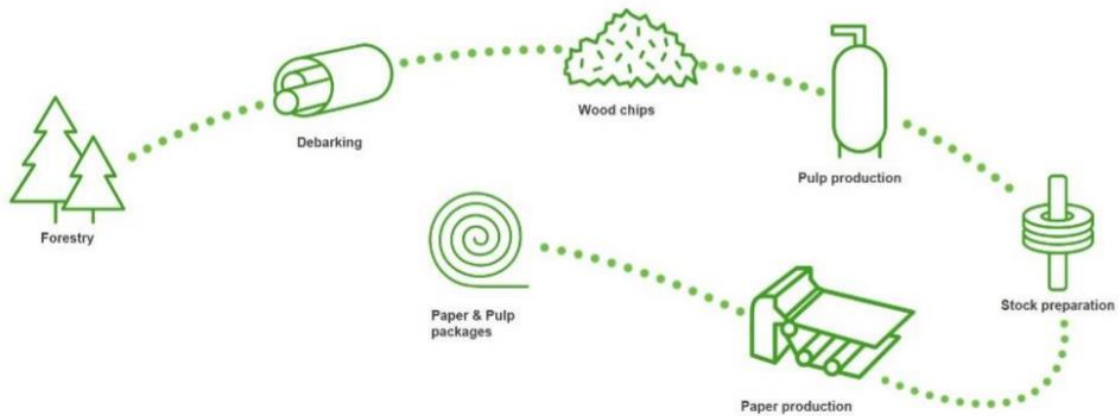 Forestry
Debarking
Wood chips
Pulp production
Stock preparation
Paper production
Paper & Pulp
packages